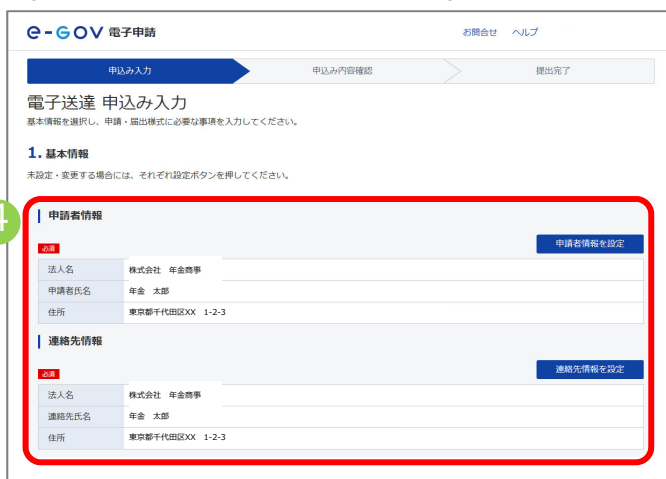 e-GOV 電子申請
お問合せ ヘルプ
申込み入力 申込み内容確認 提出完了
電子送達 申込み入力
基本情報を選択し、申請・届出様式に必要な事項を入力してください。
1. 基本情報
未設定・変更する場合には、それぞれ設定ボタンを押してください。
4
申請者情報
必須
申請者情報を設定
法人名 株式会社 年金商事
申請者氏名 年金 太郎
住所 東京都千代田区XX 1-2-3
連絡先情報
必須
連絡先情報を設定
法人名 株式会社 年金商事
連絡先氏名 年金 太郎
住所 東京都千代田区XX 1-2-3